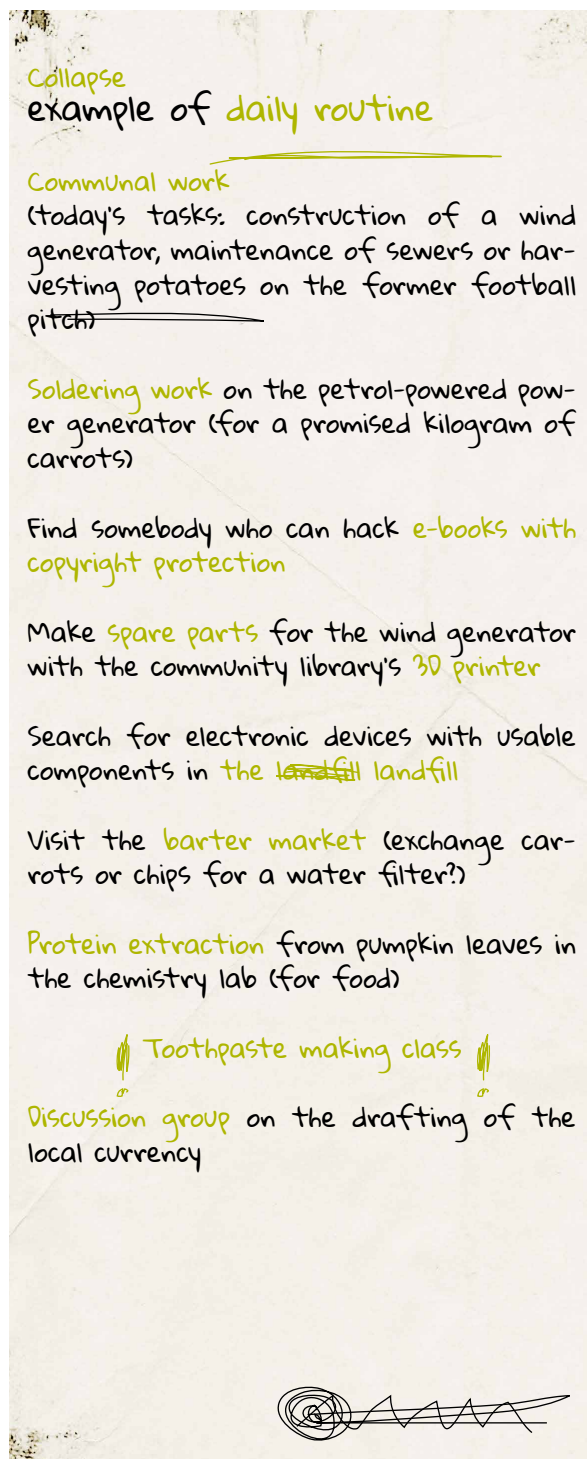 Collapse
example of daily routine
Communal work
(today's tasks: construction of a wind
generator, maintenance of sewers or har-
vesting potatoes on the former football
pitch)
Soldering work on the petrol-powered pow-
er generator (for a promised kilogram of
carrots)
Find somebody who can hack e-books with
copyright protection
Make spare parts for the wind generator
with the community library's 3D printer
Search for electronic devices with usable
components in the landfill landfill
Visit the barter market (exchange car-
rots or chips for a water filter?)
Protein extraction from pumpkin leaves in
the chemistry lab (for food)
! Toothpaste making class !
Discussion group on the drafting of the
local currency